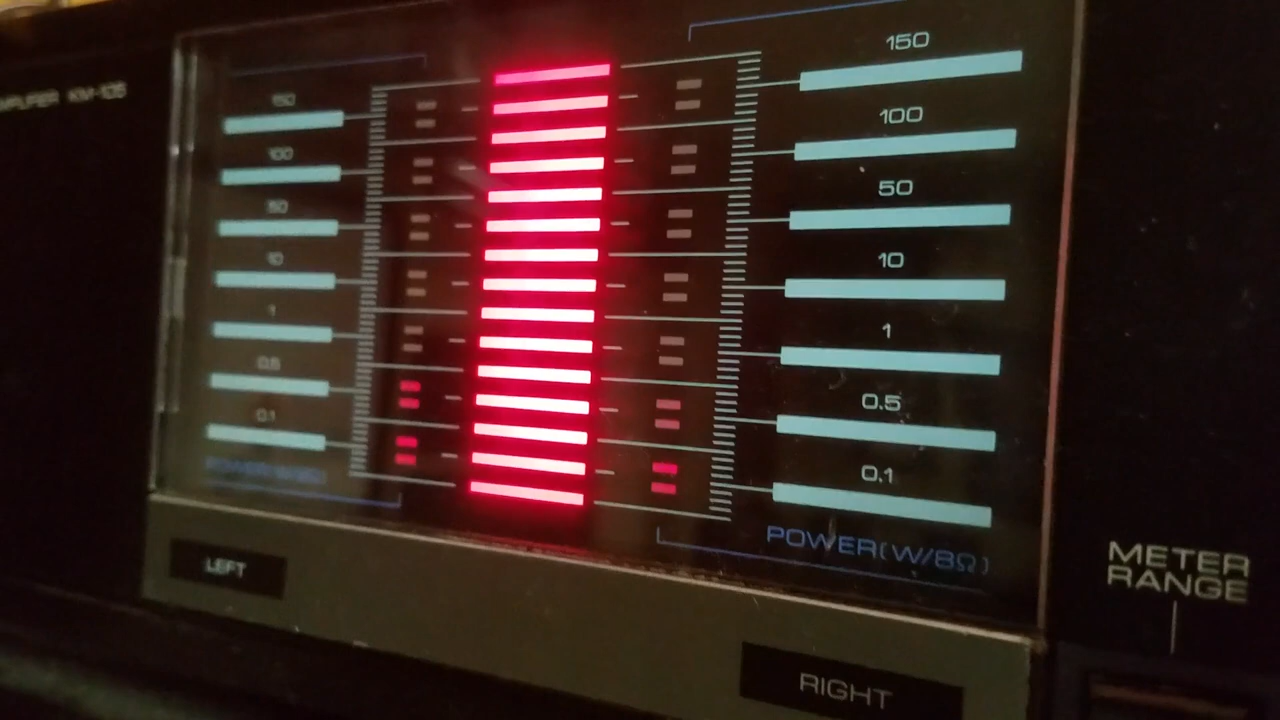 KM-105
150
100
50
10
1
0.5
0.1
POWER(W/8Ω)
LEFT
150
100
50
10
1
0.5
0.1
POWER(W/8Ω)
RIGHT
METER
RANGE